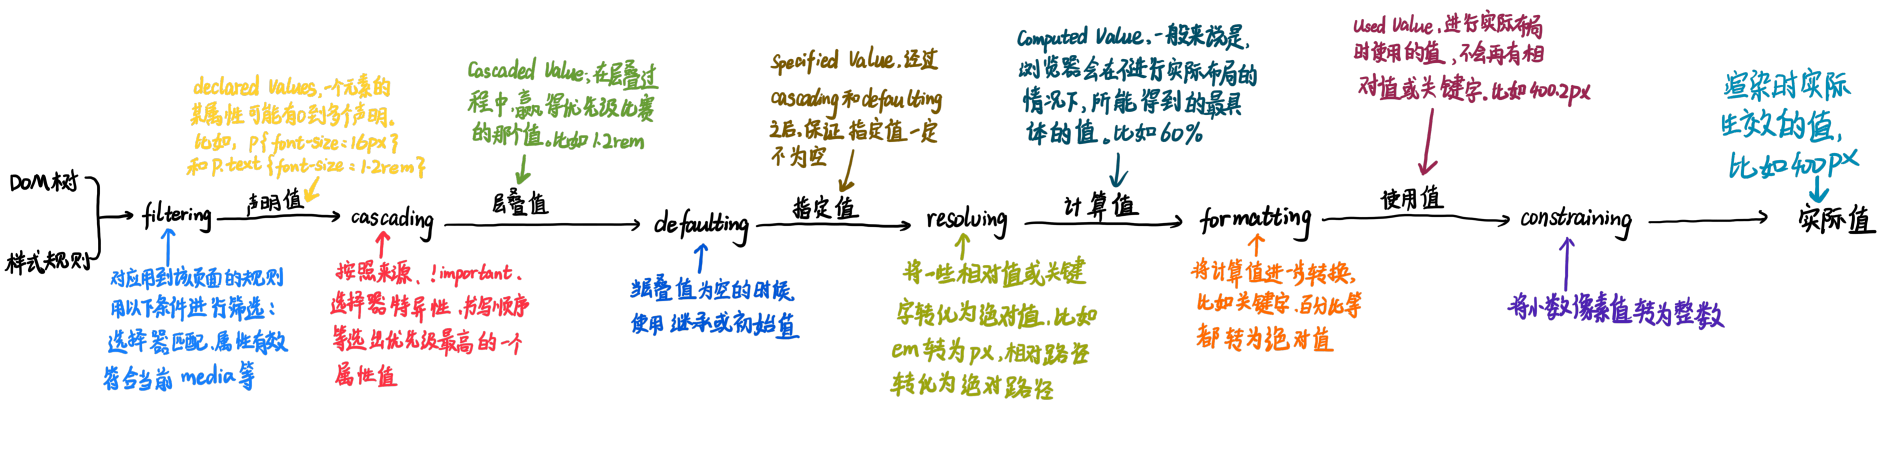 declared Values,一个元素的
某属性可能有0到多个声明。
比如, p{font-size:16px}
和p.text{font-size:1.2rem}
Cascaded Value,在层叠过
程中,赢得优先级比赛
的那个值。比如1.2rem
Specified Value,经过
cascading和defaulting
之后,保证指定值一定
不为空
Computed Value,一般来说是,
浏览器会在不进行实际布局的
情况下,所能得到的最具
体的值。比如60%
Used Value,进行实际布局
时使用的值,不会再有相
对值或关键字。比如400.2px
渲染时实际
生效的值,
比如400px
DOM树
样式规则
filtering
声明值
cascading
层叠值
defaulting
指定值
resolving
计算值
formatting
使用值
constraining
实际值
对应用到该页面的规则
用以下条件进行筛选:
选择器匹配、属性有效
符合当前 media等
按照来源、!important、
选择器特异性、书写顺序
等选出优先级最高的一个
属性值
当层叠值为空的时候,
使用继承或初始值
将一些相对值或关键
字转化为绝对值,比如
em转为px,相对路径
转化为绝对路径
将计算值进一步转换,
比如关键字、百分比等
都转为绝对值
将小数像素值转为整数